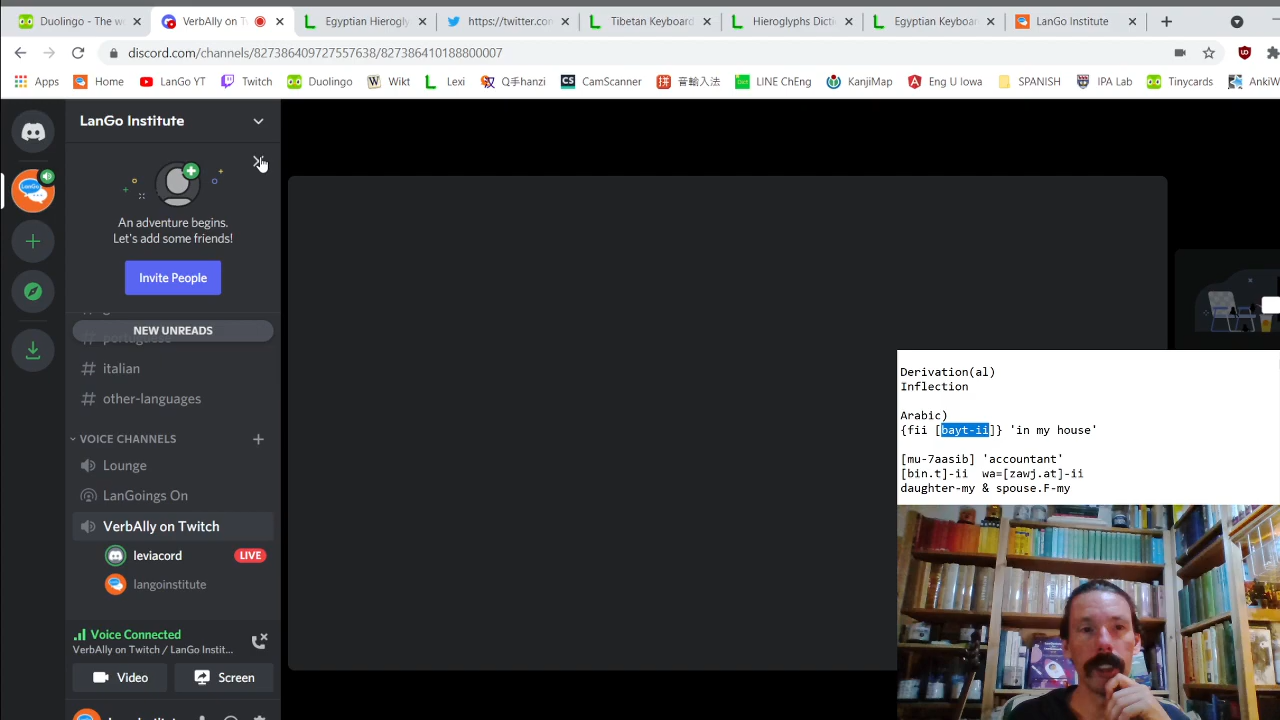 Duolingo - The w
VerbAlly on T
Egyptian Hierogly
https://twitter.con
Tibetan Keyboard
Hieroglyphs Dicti
Egyptian Keyboa
LanGo Institute
discord.com/channels/827386409727557638/827386410188800007
Apps
Home
LanGo YT
Twitch
Duolingo
Wikt
Lexi
Q手hanzi
CamScanner
音輸入法
LINE ChEng
KanjiMap
Eng U Iowa
SPANISH
IPA Lab
Tinycards
AnkiW
LanGo Institute
An adventure begins.
Let's add some friends!
Invite People
NEW UNREADS
portuguese
# italian
# other-languages
VOICE CHANNELS
Lounge
LanGoings On
VerbAlly on Twitch
leviacord LIVE
langoinstitute
Voice Connected
VerbAlly on Twitch / LanGo Instit...
Video
Screen
Derivation(al)
Inflection
Arabic)
{fii [bayt-ii]} 'in my house'
[mu-7aasib] 'accountant'
[bin.t]-ii wa=[zawj.at]-ii
daughter-my & spouse.F-my